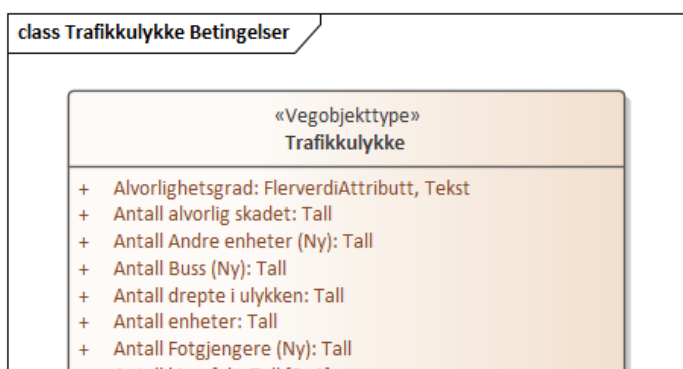 class Trafikkulykke Betingelser
«Vegobjekttype»
Trafikkulykke
+ Alvorlighetsgrad: FlerverdiAttributt, Tekst
+ Antall alvorlig skadet: Tall
+ Antall Andre enheter (Ny): Tall
+ Antall Buss (Ny): Tall
+ Antall drepte i ulykken: Tall
+ Antall enheter: Tall
+ Antall Fotgjengere (Ny): Tall